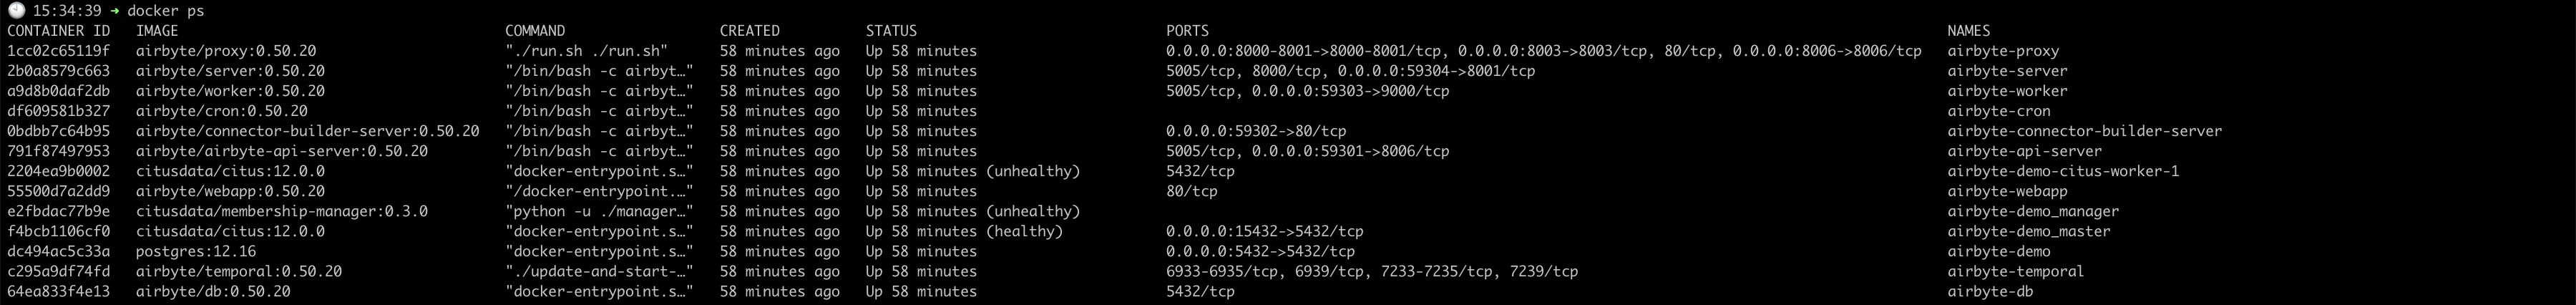 15:34:39 → docker ps
CONTAINER ID IMAGE COMMAND CREATED STATUS PORTS NAMES
1cc02c65119f airbyte/proxy:0.50.20 "./run.sh ./run.sh" 58 minutes ago Up 58 minutes 0.0.0.0:8000-8001->8000-8001/tcp, 0.0.0.0:8003->8003/tcp, 80/tcp, 0.0.0.0:8006->8006/tcp airbyte-proxy
2b0a8579c663 airbyte/server:0.50.20 "/bin/bash -c airbyt…" 58 minutes ago Up 58 minutes 5005/tcp, 8000/tcp, 0.0.0.0:59304->8001/tcp airbyte-server
a9d8b0daf2db airbyte/worker:0.50.20 "/bin/bash -c airbyt…" 58 minutes ago Up 58 minutes 5005/tcp, 0.0.0.0:59303->9000/tcp airbyte-worker
df609581b327 airbyte/cron:0.50.20 "/bin/bash -c airbyt…" 58 minutes ago Up 58 minutes airbyte-cron
0bdbb7c64b95 airbyte/connector-builder-server:0.50.20 "/bin/bash -c airbyt…" 58 minutes ago Up 58 minutes 0.0.0.0:59302->80/tcp airbyte-connector-builder-server
791f87497953 airbyte/airbyte-api-server:0.50.20 "/bin/bash -c airbyt…" 58 minutes ago Up 58 minutes 5005/tcp, 0.0.0.0:59301->8006/tcp airbyte-api-server
2204ea9b0002 citusdata/citus:12.0.0 "docker-entrypoint.s…" 58 minutes ago Up 58 minutes (unhealthy) 5432/tcp airbyte-demo-citus-worker-1
55500d7a2dd9 airbyte/webapp:0.50.20 "/docker-entrypoint.…" 58 minutes ago Up 58 minutes 80/tcp airbyte-webapp
e2fbdac77b9e citusdata/membership-manager:0.3.0 "python -u ./manager…" 58 minutes ago Up 58 minutes (unhealthy) airbyte-demo_manager
f4bcb1106cf0 citusdata/citus:12.0.0 "docker-entrypoint.s…" 58 minutes ago Up 58 minutes (healthy) 0.0.0.0:15432->5432/tcp airbyte-demo_master
dc494ac5c33a postgres:12.16 "docker-entrypoint.s…" 58 minutes ago Up 58 minutes 0.0.0.0:5432->5432/tcp airbyte-demo
c295a9df74fd airbyte/temporal:0.50.20 "./update-and-start-…" 58 minutes ago Up 58 minutes 6933-6935/tcp, 6939/tcp, 7233-7235/tcp, 7239/tcp airbyte-temporal
64ea833f4e13 airbyte/db:0.50.20 "docker-entrypoint.s…" 58 minutes ago Up 58 minutes 5432/tcp airbyte-db